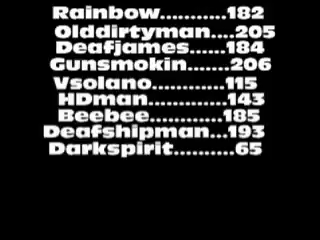 Rainbow...........182
Olddirtyman....205
Deafjames......184
Gunsmokin.......206
Vsolano............115
HDman.............143
Beebee............185
Deafshipman...193
Darkspirit..........65